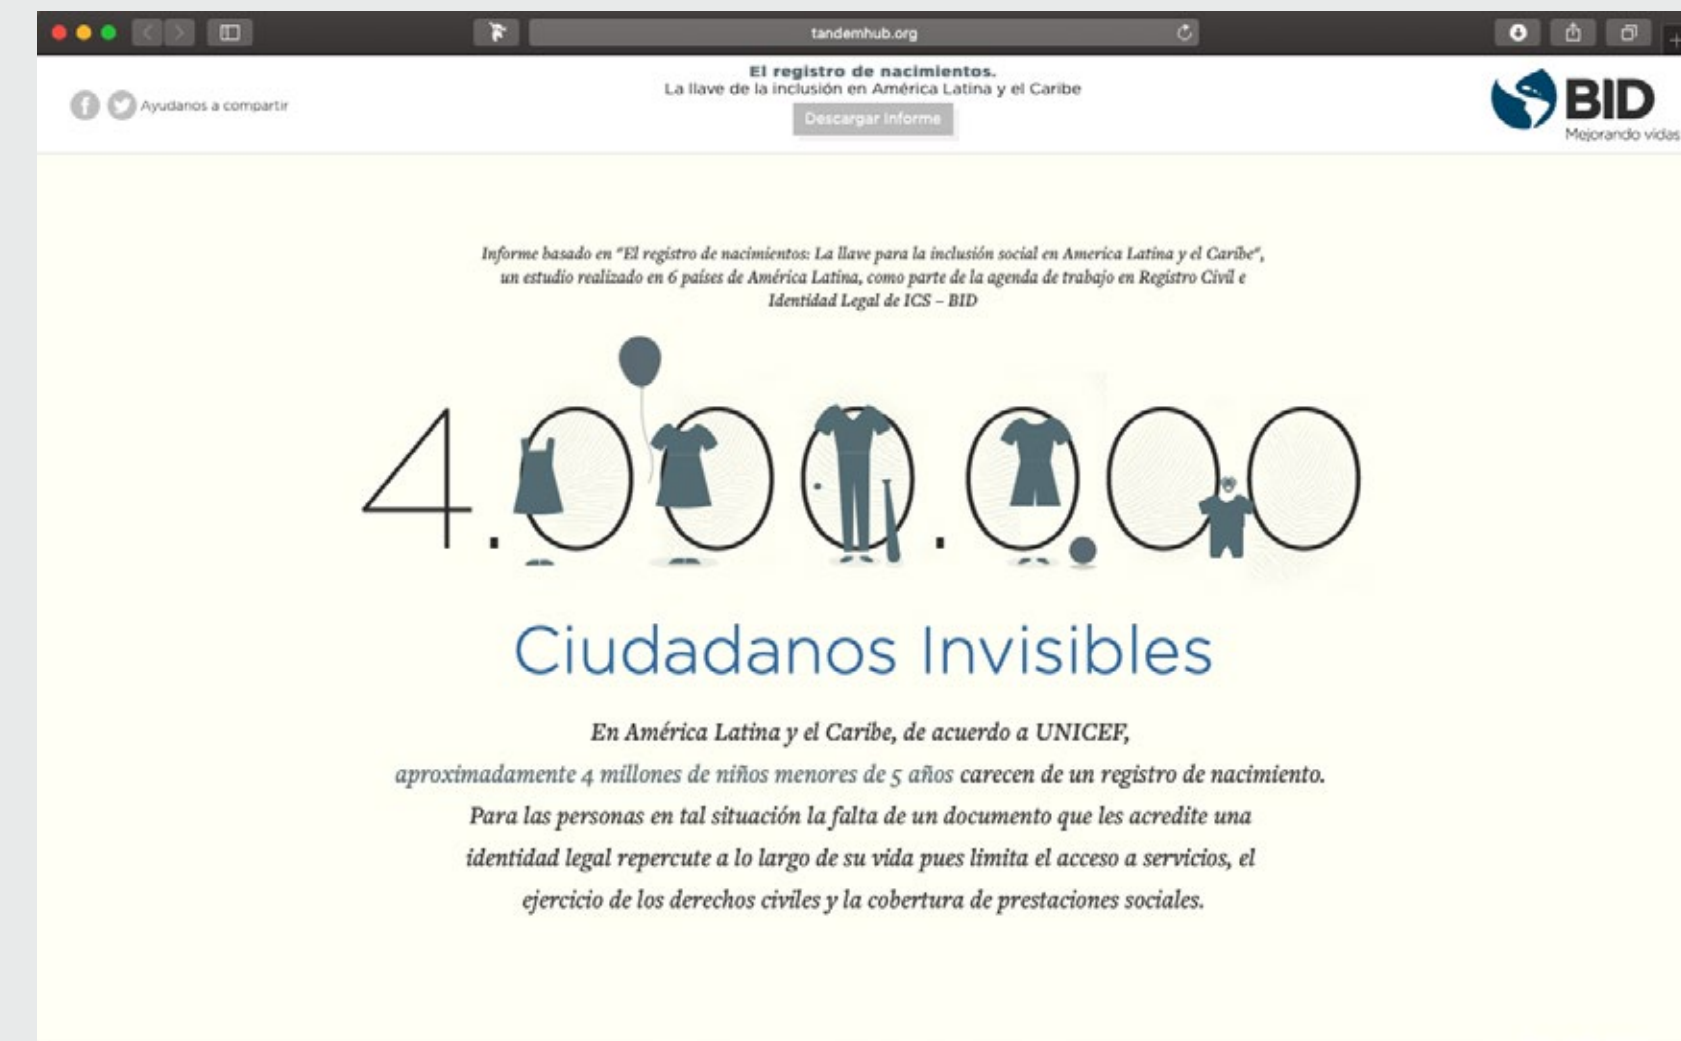 tandemhub.org
El registro de nacimientos.
La llave de la inclusión en América Latina y el Caribe
Ayudanos a compartir
Descargar Informe
BID
Mejorando vidas
Informe basado en "El registro de nacimientos: La llave para la inclusión social en America Latina y el Caribe",
un estudio realizado en 6 países de América Latina, como parte de la agenda de trabajo en Registro Civil e
Identidad Legal de ICS – BID
4.000.000
Ciudadanos Invisibles
En América Latina y el Caribe, de acuerdo a UNICEF,
aproximadamente 4 millones de niños menores de 5 años carecen de un registro de nacimiento.
Para las personas en tal situación la falta de un documento que les acredite una
identidad legal repercute a lo largo de su vida pues limita el acceso a servicios, el
ejercicio de los derechos civiles y la cobertura de prestaciones sociales.